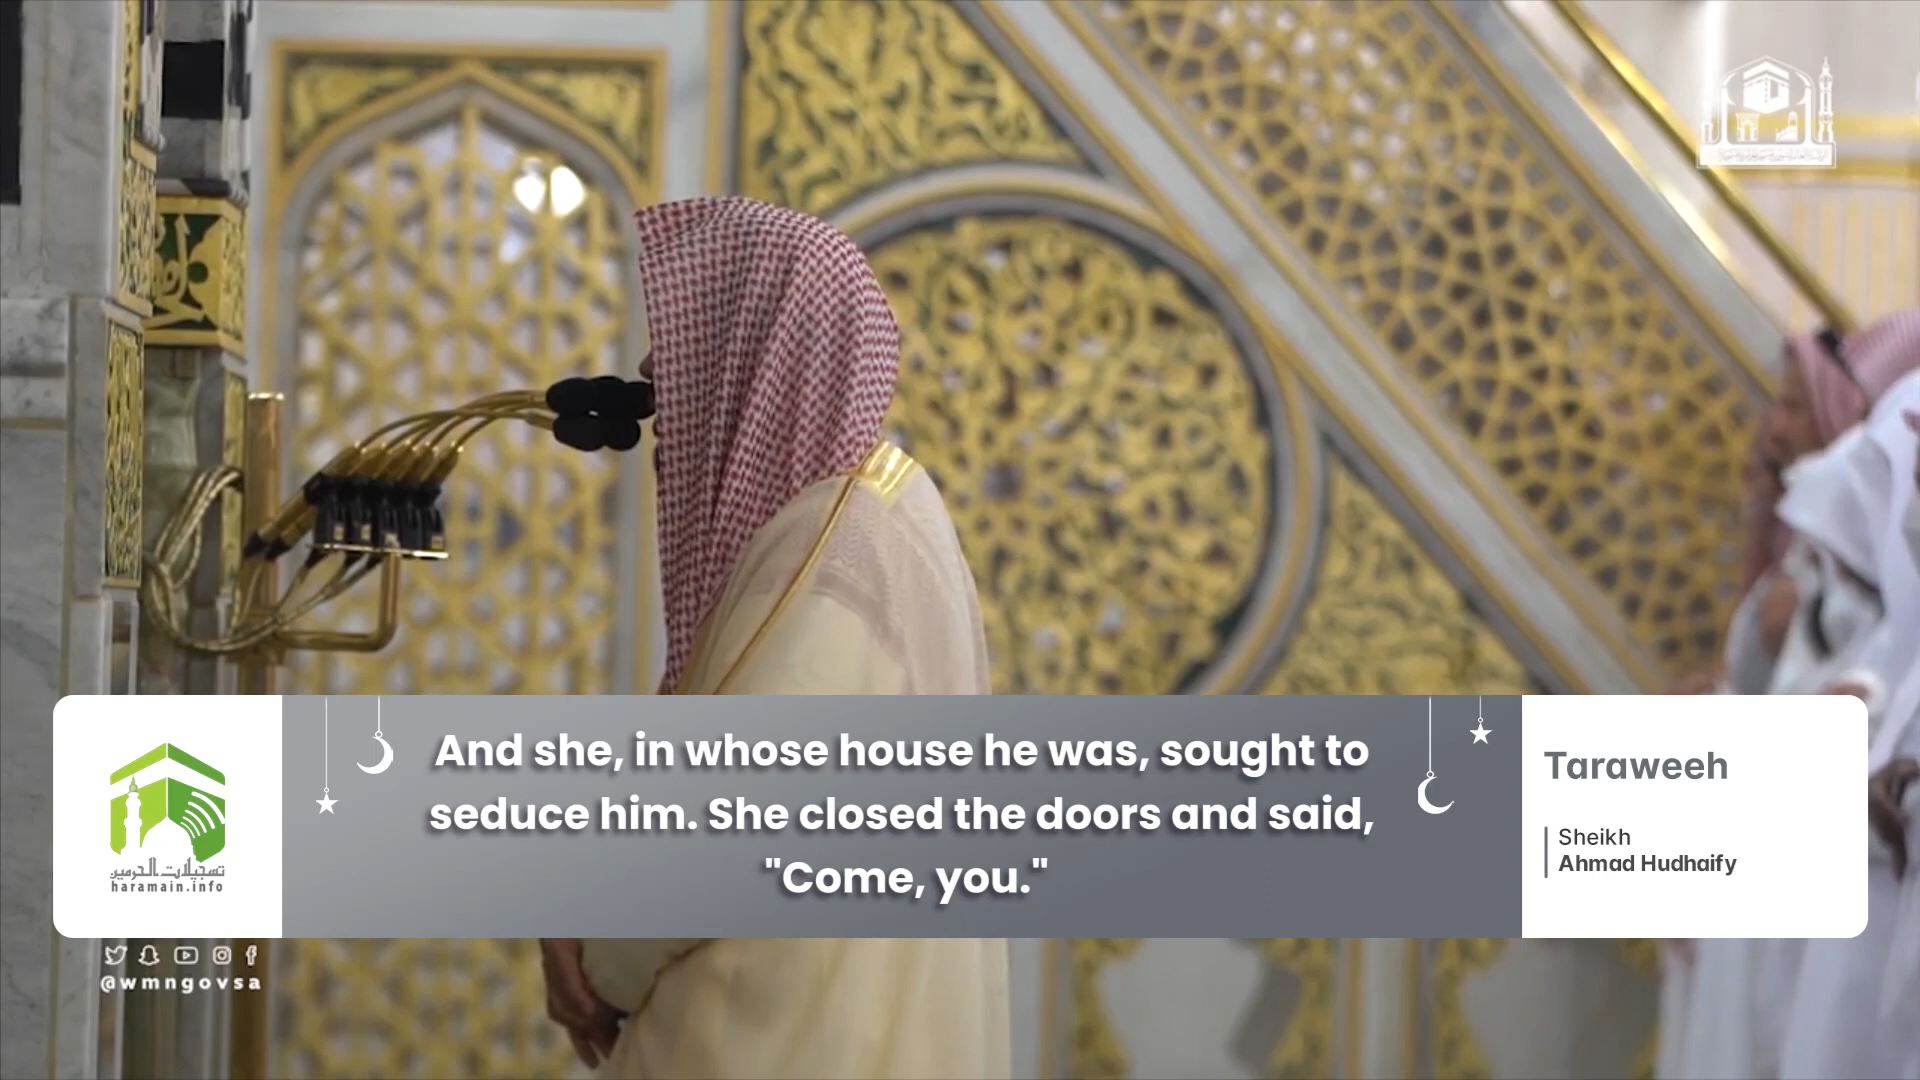 And she, in whose house he was, sought to
seduce him. She closed the doors and said,
"Come, you."
Taraweeh
Sheikh
Ahmad Hudhaify
تسجيلات الحرمين
haramain.info
@wmngovsa